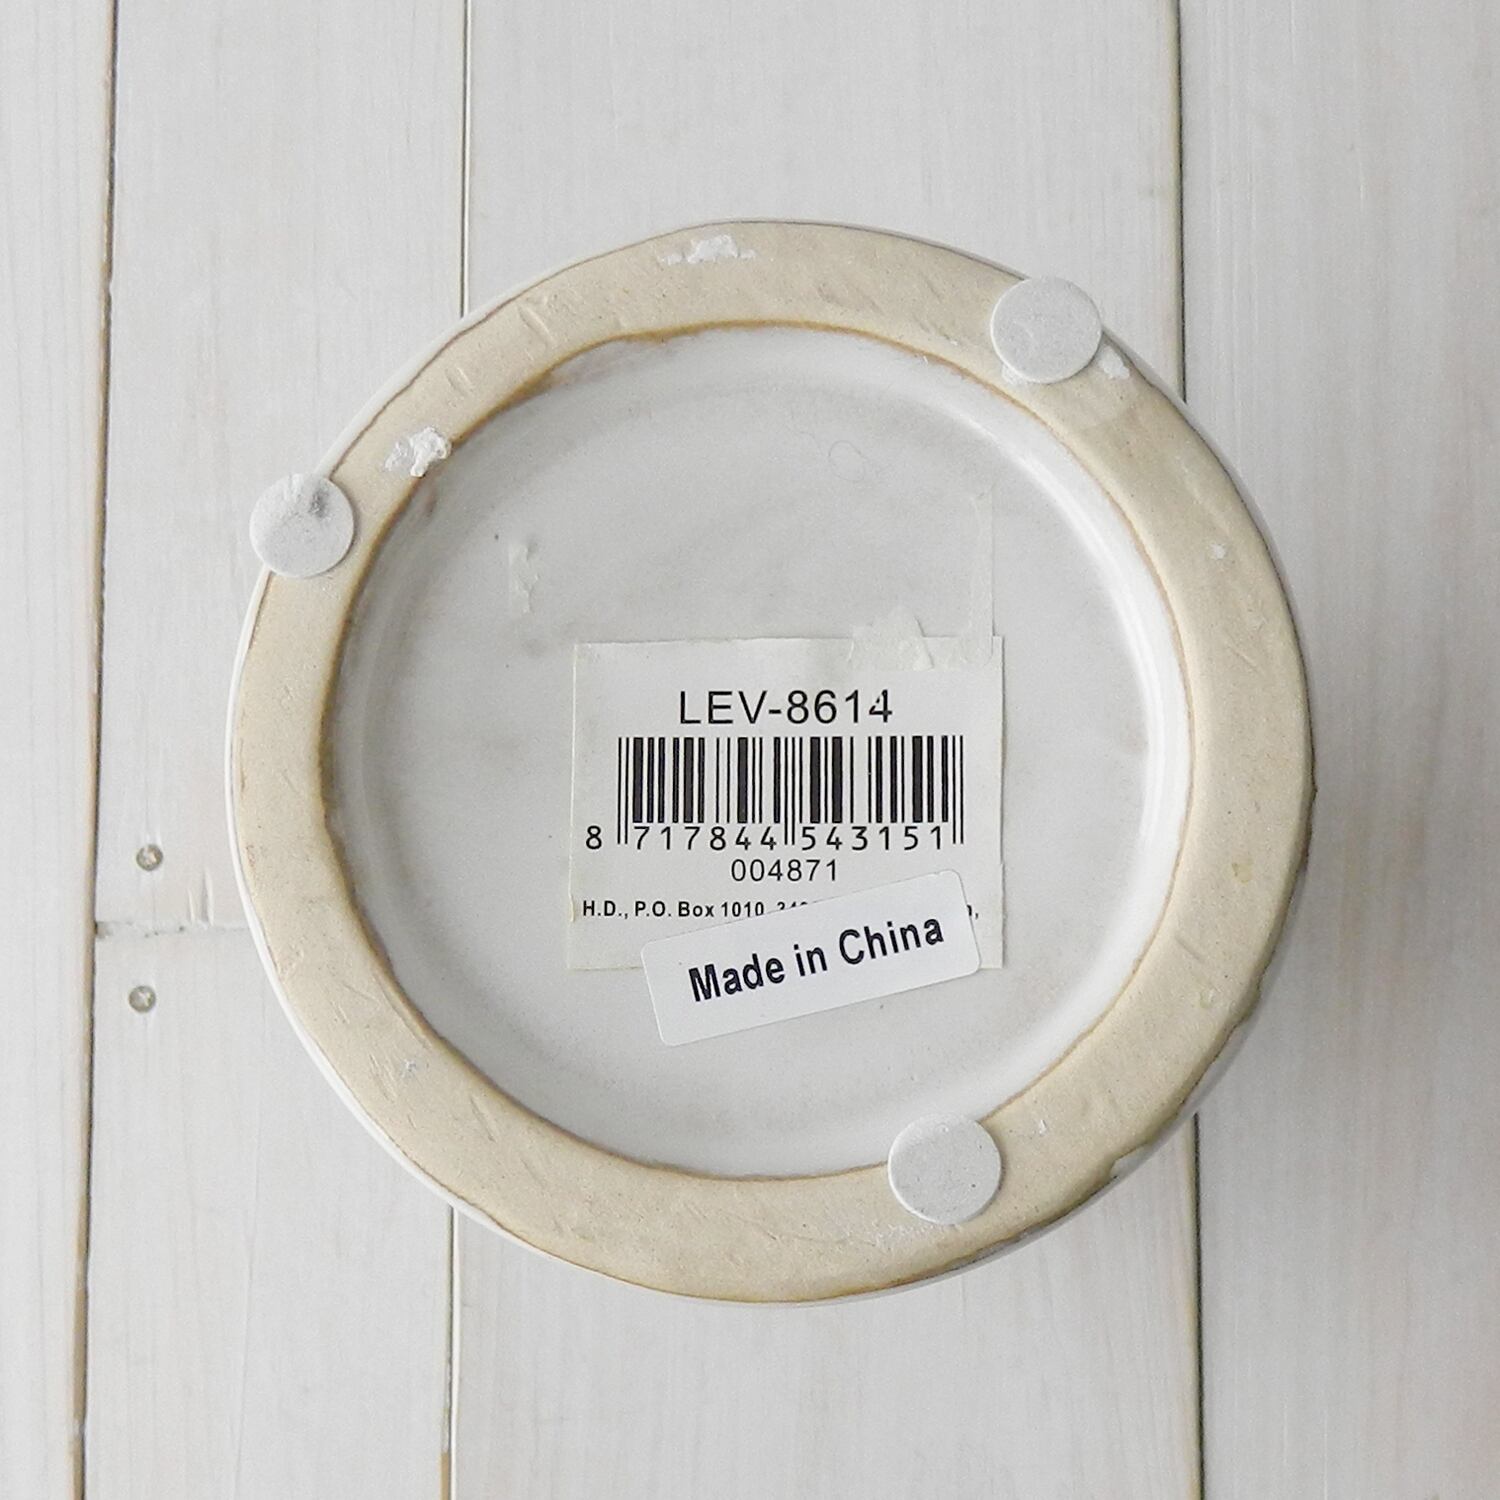 LEV-8614
8 717844 543151
004871
H.D., P.O. Box 1010,
Made in China